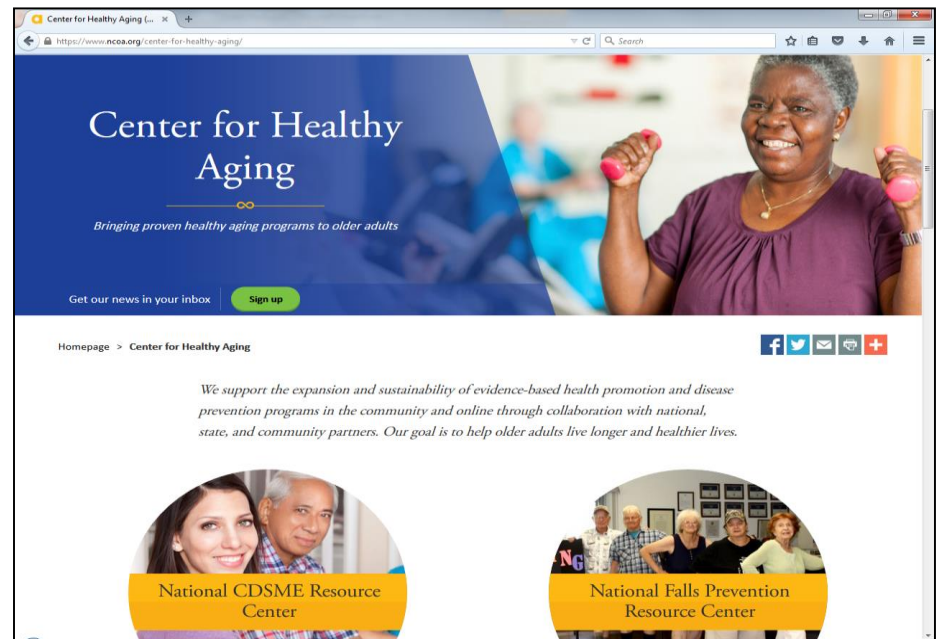 Center for Healthy Aging (...
https://www.ncoa.org/center-for-healthy-aging/
Search
Center for Healthy
Aging
Bringing proven healthy aging programs to older adults
Get our news in your inbox
Sign up
Homepage > Center for Healthy Aging
We support the expansion and sustainability of evidence-based health promotion and disease
prevention programs in the community and online through collaboration with national,
state, and community partners. Our goal is to help older adults live longer and healthier lives.
NG
National CDSME Resource
Center
National Falls Prevention
Resource Center